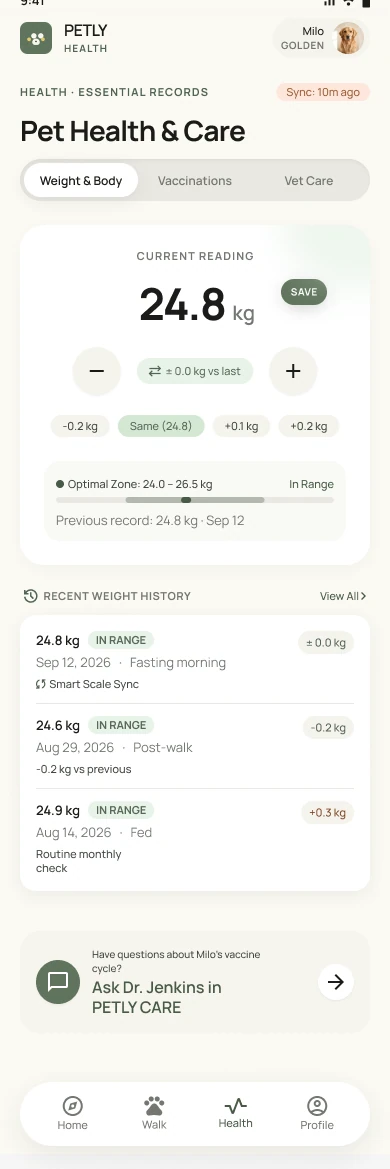 9:41
PETLY
HEALTH
Milo
GOLDEN
HEALTH · ESSENTIAL RECORDS
Sync: 10m ago
Pet Health & Care
Weight & Body
Vaccinations
Vet Care
CURRENT READING
24.8 kg
SAVE
± 0.0 kg vs last
-0.2 kg
Same (24.8)
+0.1 kg
+0.2 kg
Optimal Zone: 24.0 – 26.5 kg
In Range
Previous record: 24.8 kg · Sep 12
RECENT WEIGHT HISTORY
View All
24.8 kg
IN RANGE
± 0.0 kg
Sep 12, 2026 · Fasting morning
Smart Scale Sync
24.6 kg
IN RANGE
-0.2 kg
Aug 29, 2026 · Post-walk
-0.2 kg vs previous
24.9 kg
IN RANGE
+0.3 kg
Aug 14, 2026 · Fed
Routine monthly
check
Have questions about Milo's vaccine
cycle?
Ask Dr. Jenkins in
PETLY CARE
Home
Walk
Health
Profile